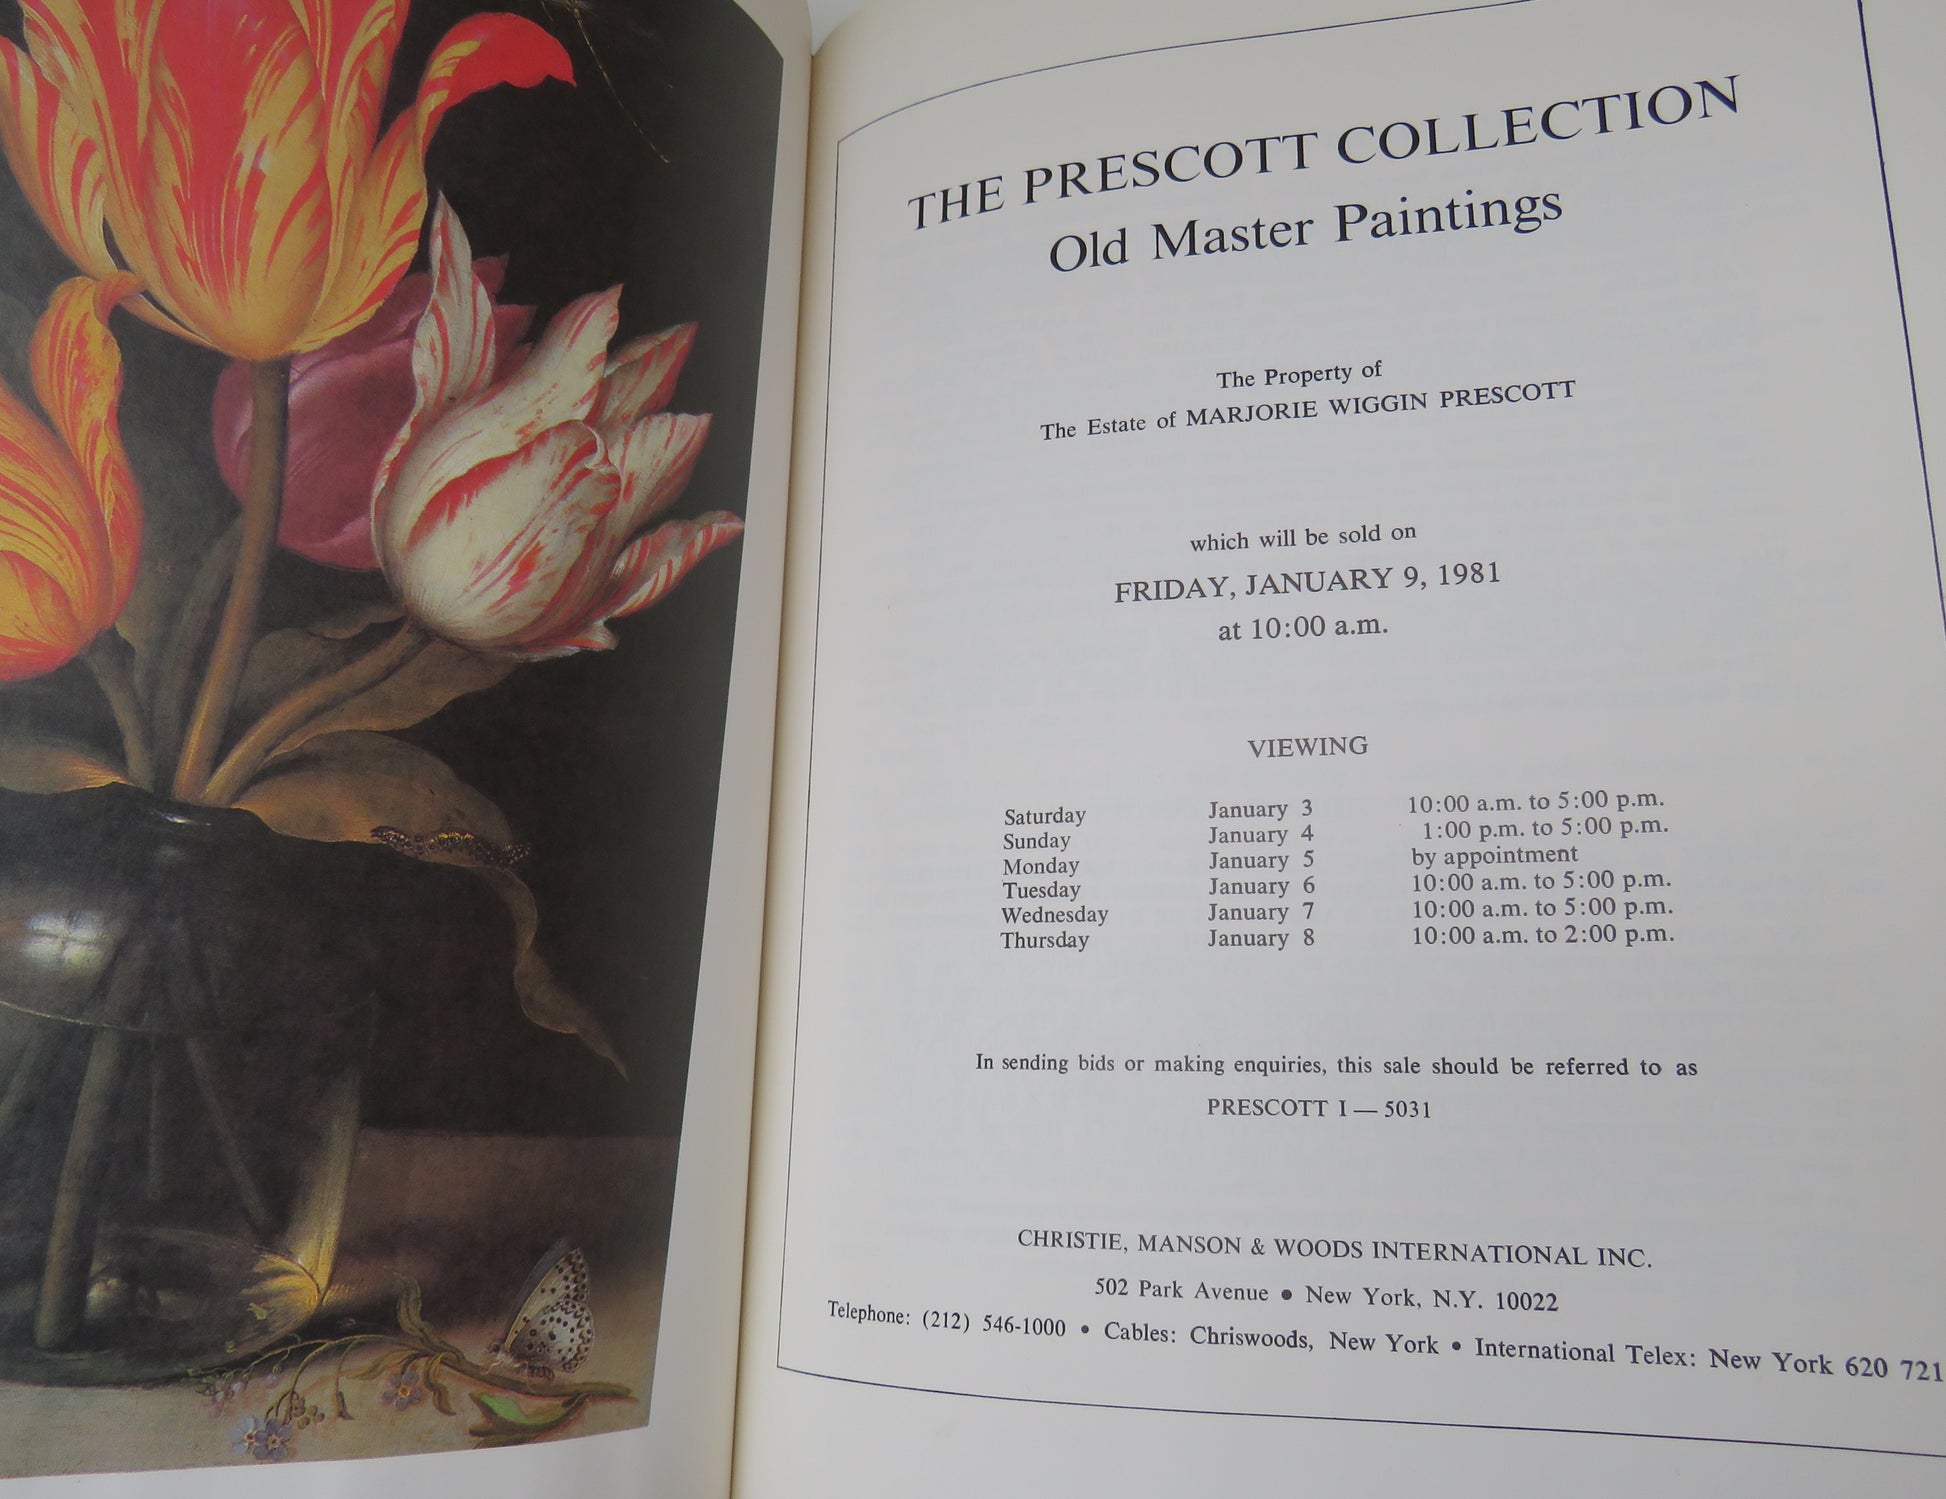 THE PRESCOTT COLLECTION
Old Master Paintings
The Property of
The Estate of MARJORIE WIGGIN PRESCOTT
which will be sold on
FRIDAY, JANUARY 9, 1981
at 10:00 a.m.
VIEWING
Saturday January 3 10:00 a.m. to 5:00 p.m.
Sunday January 4 1:00 p.m. to 5:00 p.m.
Monday January 5 by appointment
Tuesday January 6 10:00 a.m. to 5:00 p.m.
Wednesday January 7 10:00 a.m. to 5:00 p.m.
Thursday January 8 10:00 a.m. to 2:00 p.m.
In sending bids or making enquiries, this sale should be referred to as
PRESCOTT I — 5031
CHRISTIE, MANSON & WOODS INTERNATIONAL INC.
502 Park Avenue • New York, N.Y. 10022
Telephone: (212) 546-1000 • Cables: Chriswoods, New York • International Telex: New York 620 721